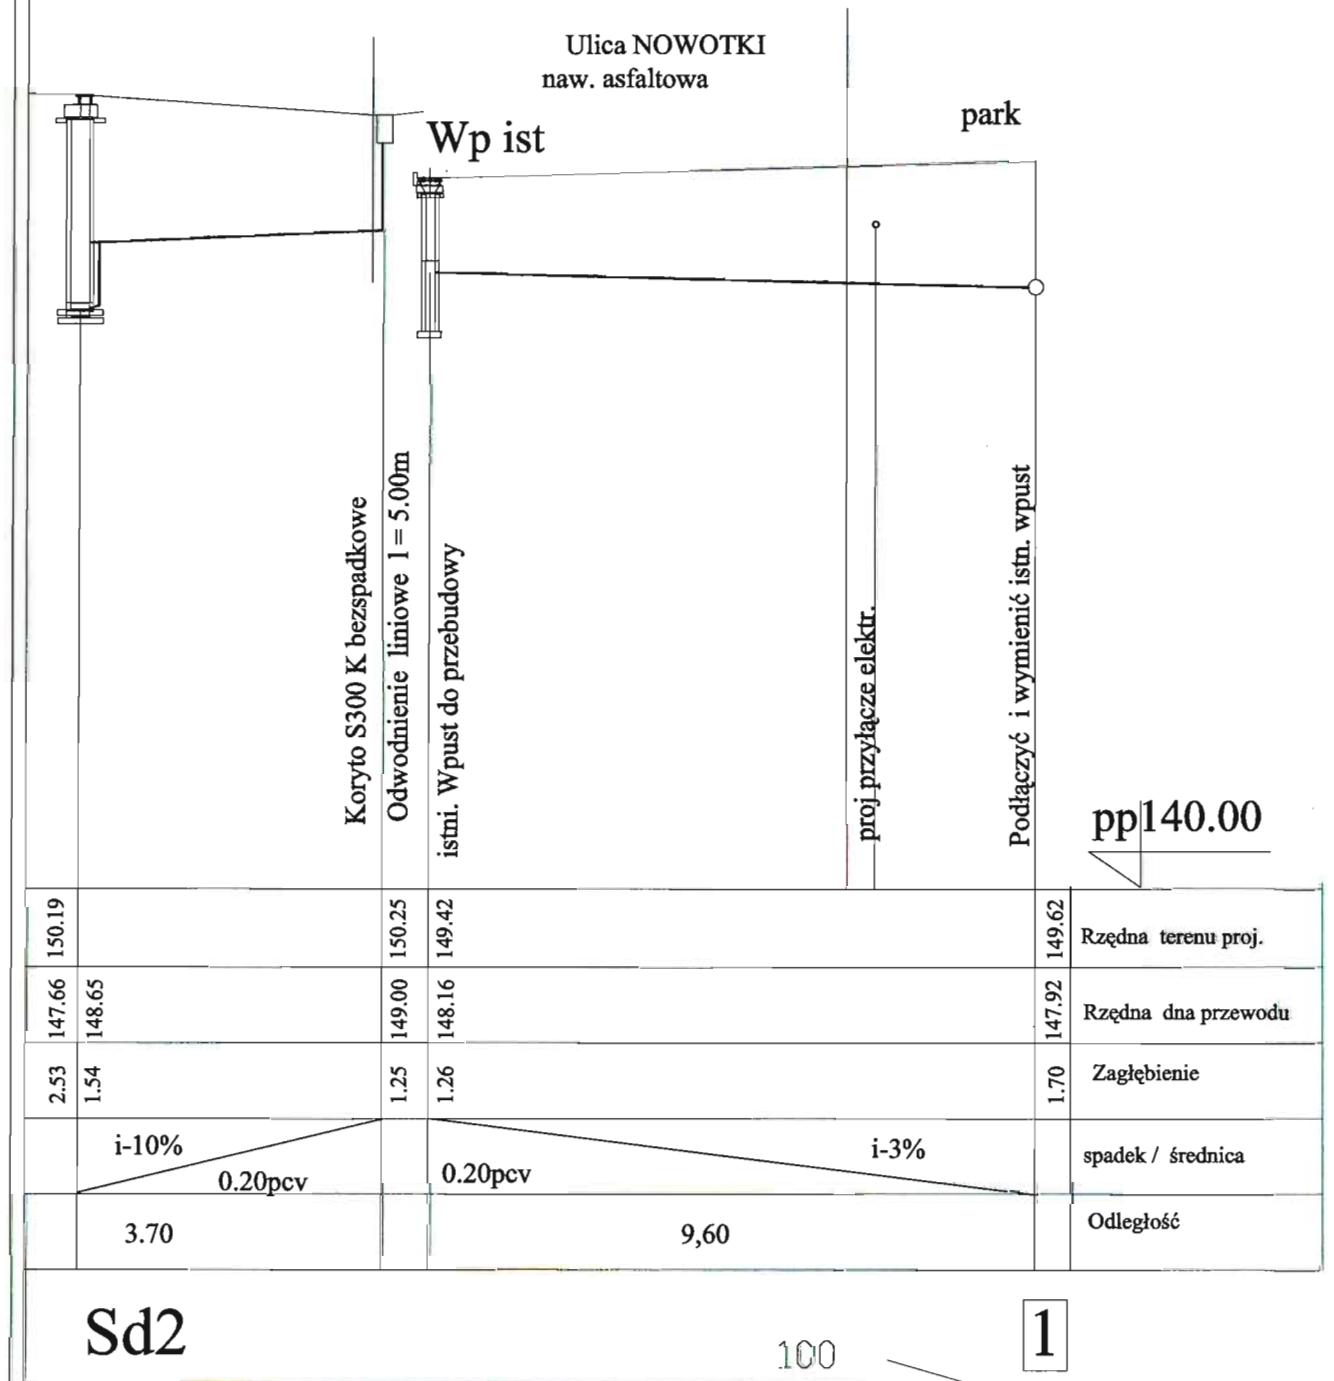 Ulica NOWOTKI
naw. asfaltowa
park
Wp ist
Koryto S300 K bezspadkowe
Odwodnienie liniowe l = 5.00m
istni. Wpust do przebudowy
proj przyłącze elektr.
Podłączyć i wymienić istn. wpust
pp140.00
150.19 150.25 149.42 149.62 Rzędna terenu proj.
147.66 148.65 149.00 148.16 147.92 Rzędna dna przewodu
2.53 1.54 1.25 1.26 1.70 Zagłębienie
i-10% 0.20pcv 0.20pcv i-3% spadek / średnica
3.70 9,60 Odległość
Sd2 1
100